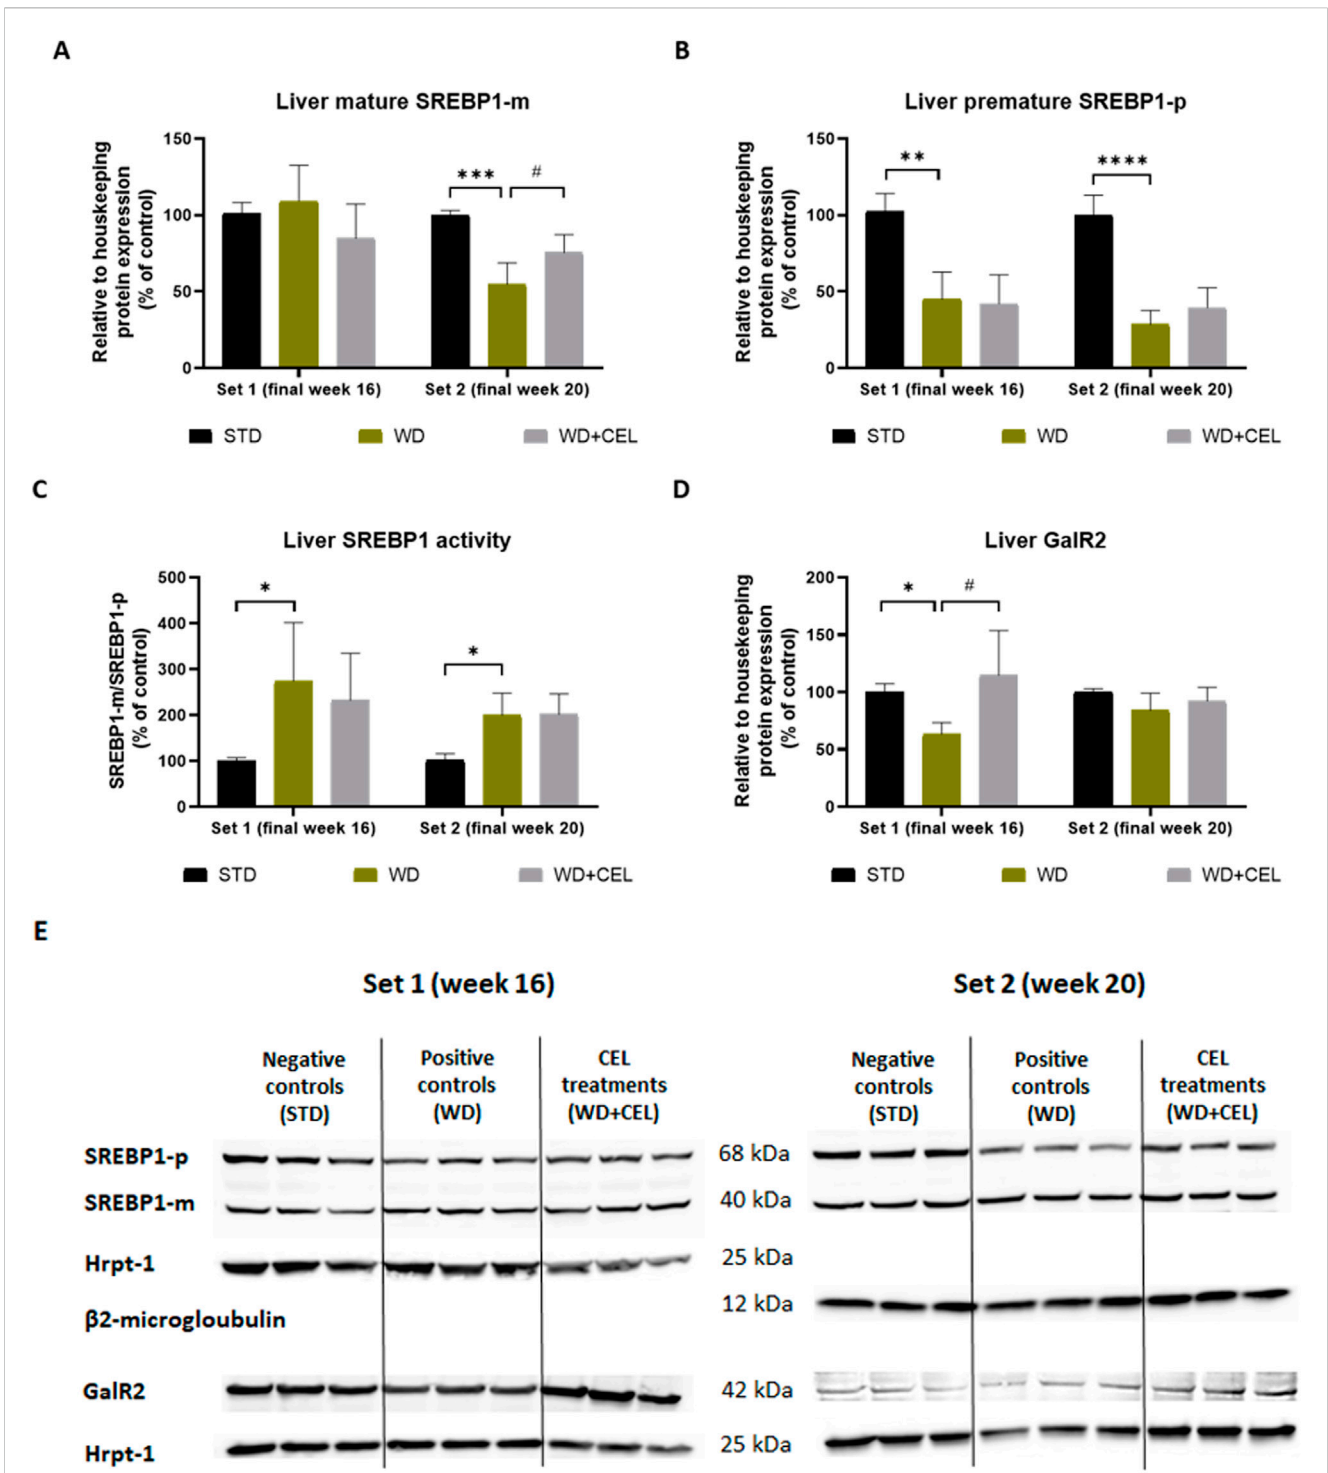 A
Liver mature SREBP1-m
Relative to houskeeping
protein expression
(% of control)
150
100
50
0
***
#
Set 1 (final week 16)
Set 2 (final week 20)
STD
WD
WD+CEL
B
Liver premature SREBP1-p
Relative to houskeeping
protein expression
(% of control)
150
100
50
0
**
****
Set 1 (final week 16)
Set 2 (final week 20)
STD
WD
WD+CEL
C
Liver SREBP1 activity
SREBP1-m/SREBP1-p
(% of control)
500
400
300
200
100
0
*
*
Set 1 (final week 16)
Set 2 (final week 20)
STD
WD
WD+CEL
D
Liver GalR2
Relative to housekeeping
protein expression
(% of control)
200
150
100
50
0
*
#
Set 1 (final week 16)
Set 2 (final week 20)
STD
WD
WD+CEL
E
Set 1 (week 16)
Set 2 (week 20)
Negative
controls
(STD)
Positive
controls
(WD)
CEL
treatments
(WD+CEL)
Negative
controls
(STD)
Positive
controls
(WD)
CEL
treatments
(WD+CEL)
SREBP1-p
68 kDa
SREBP1-m
40 kDa
Hrpt-1
25 kDa
β2-microgloubulin
12 kDa
GalR2
42 kDa
Hrpt-1
25 kDa